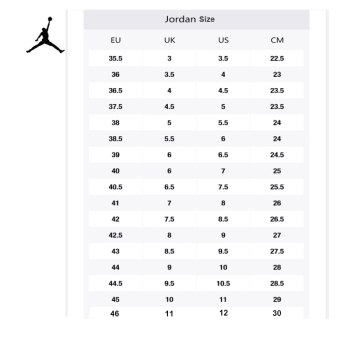 Jordan Size
EU UK US CM
35.5 3 3.5 22.5
36 3.5 4 23
36.5 4 4.5 23.5
37.5 4.5 5 23.5
38 5 5.5 24
38.5 5.5 6 24
39 6 6.5 24.5
40 6 7 25
40.5 6.5 7.5 25.5
41 7 8 26
42 7.5 8.5 26.5
42.5 8 9 27
43 8.5 9.5 27.5
44 9 10 28
44.5 9.5 10.5 28.5
45 10 11 29
46 11 12 30